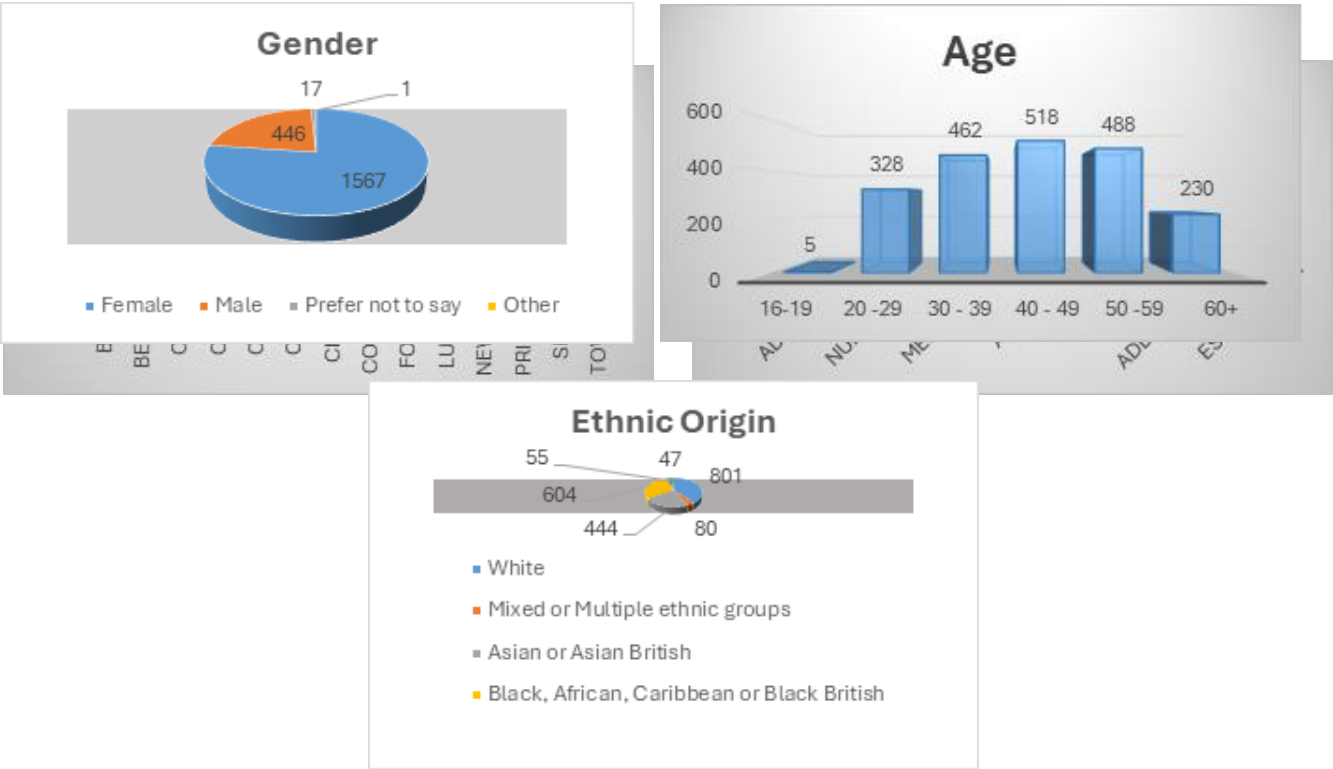 Gender
17
1
446
1567
Female Male Prefer not to say Other
Age
600
400
200
0
5
328
462
518
488
230
16-19 20 -29 30 - 39 40 - 49 50 -59 60+
Ethnic Origin
55
47
801
604
444
80
White
Mixed or Multiple ethnic groups
Asian or Asian British
Black, African, Caribbean or Black British